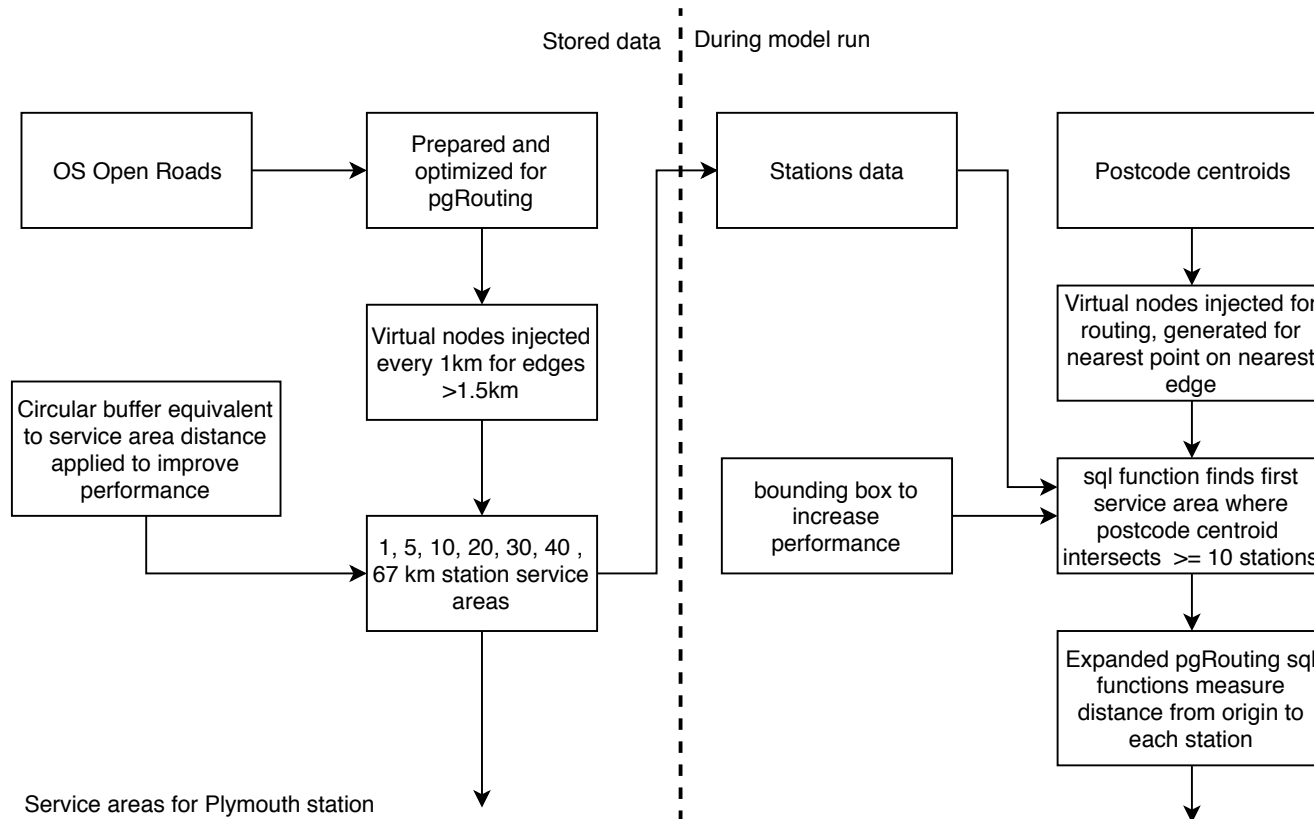 Stored data
During model run
OS Open Roads
Prepared and
optimized for
pgRouting
Stations data
Postcode centroids
Virtual nodes injected
every 1km for edges
>1.5km
Virtual nodes injected for
routing, generated for
nearest point on nearest
edge
Circular buffer equivalent
to service area distance
applied to improve
performance
bounding box to
increase
performance
sql function finds first
service area where
postcode centroid
intersects >= 10 stations
1, 5, 10, 20, 30, 40 ,
67 km station service
areas
Expanded pgRouting sql
functions measure
distance from origin to
each station
Service areas for Plymouth station